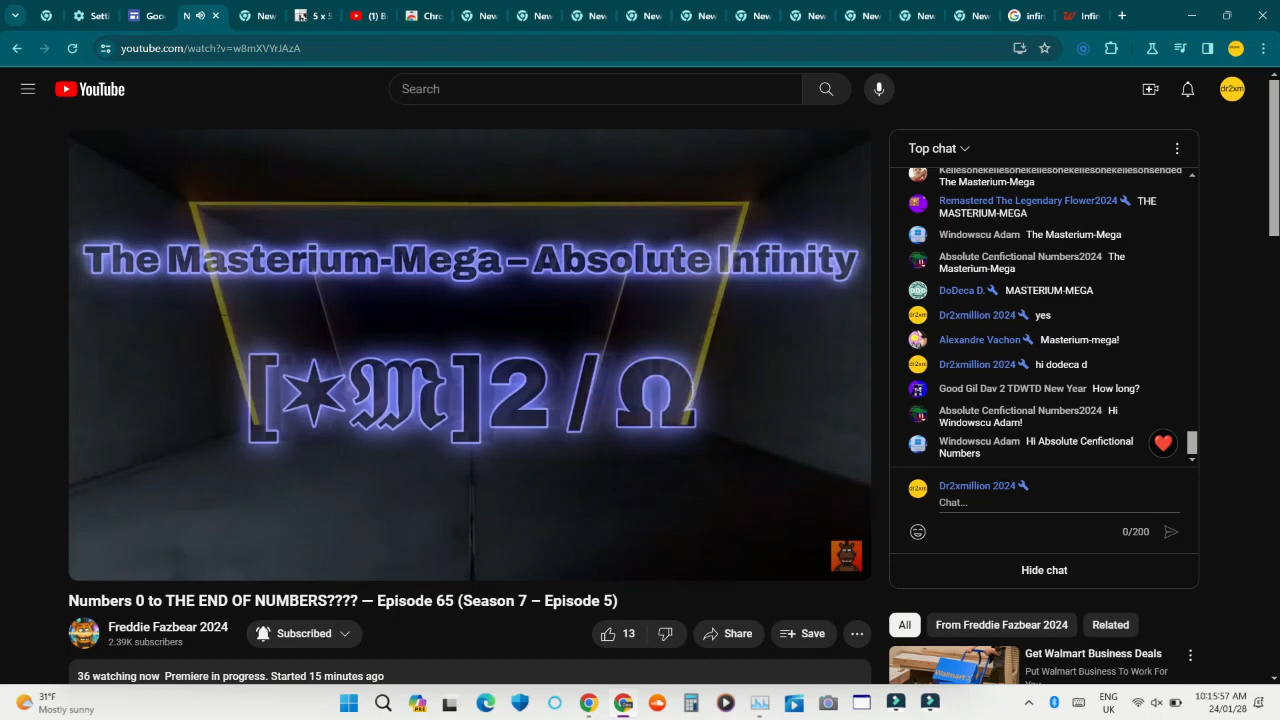 Setti
Goo
N
New
5 x 5
(1) B
Chro
New
New
New
New
New
New
New
New
New
New
infin
Infin
youtube.com/watch?v=w8mXVYrJAzA
YouTube
Search
dr2xm
The Masterium-Mega – Absolute Infinity
[✶𝔐]2/Ω
Numbers 0 to THE END OF NUMBERS???? — Episode 65 (Season 7 – Episode 5)
Freddie Fazbear 2024
2.39K subscribers
Subscribed
13
Share
Save
36 watching now Premiere in progress. Started 15 minutes ago
Top chat
Kellesonekellesonekellesonekellesonsended
The Masterium-Mega
Remastered The Legendary Flower2024 THE
MASTERIUM-MEGA
Windowscu Adam The Masterium-Mega
Absolute Cenfictional Numbers2024 The
Masterium-Mega
DoDeca D. MASTERIUM-MEGA
Dr2xmillion 2024 yes
Alexandre Vachon Masterium-mega!
Dr2xmillion 2024 hi dodeca d
Good Gil Dav 2 TDWTD New Year How long?
Absolute Cenfictional Numbers2024 Hi
Windowscu Adam!
Windowscu Adam Hi Absolute Cenfictional
Numbers
Dr2xmillion 2024
Chat...
0/200
Hide chat
All
From Freddie Fazbear 2024
Related
Get Walmart Business Deals
Put Walmart Business To Work For
31°F
Mostly sunny
ENG
UK
10:15:57 AM
24/01/28